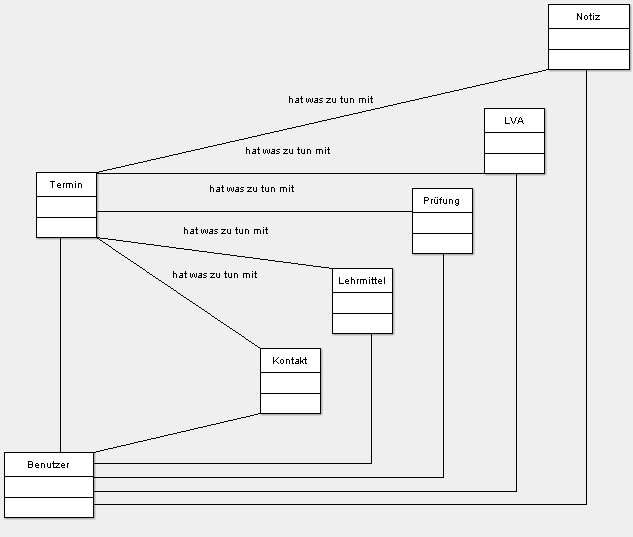 Notiz
hat was zu tun mit
LVA
hat was zu tun mit
Termin
hat was zu tun mit
Prüfung
hat was zu tun mit
hat was zu tun mit
Lehrmittel
Kontakt
Benutzer